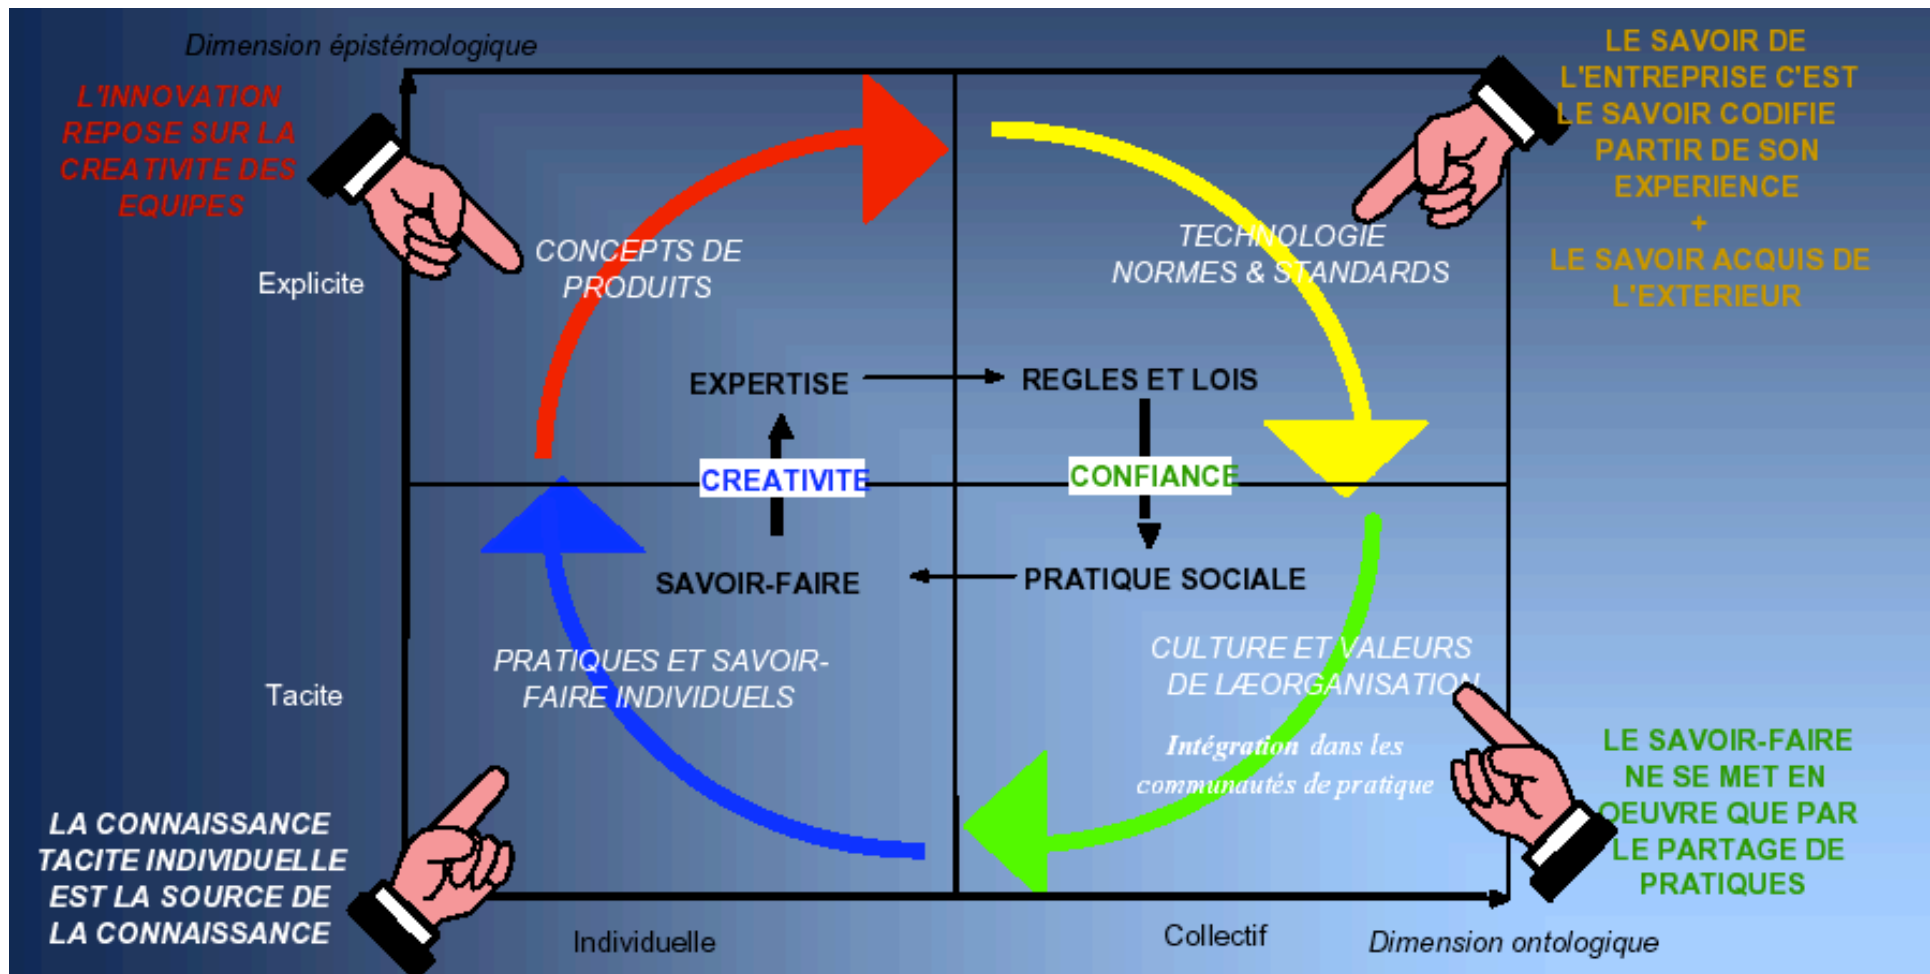 Dimension épistémologique
L'INNOVATION
REPOSE SUR LA
CREATIVITE DES
EQUIPES
LE SAVOIR DE
L'ENTREPRISE C'EST
LE SAVOIR CODIFIE
PARTIR DE SON
EXPERIENCE
+
LE SAVOIR ACQUIS DE
L'EXTERIEUR
Explicite
CONCEPTS DE
PRODUITS
TECHNOLOGIE
NORMES & STANDARDS
EXPERTISE
REGLES ET LOIS
CREATIVITE
CONFIANCE
SAVOIR-FAIRE
PRATIQUE SOCIALE
Tacite
PRATIQUES ET SAVOIR-
FAIRE INDIVIDUELS
CULTURE ET VALEURS
DE LÆORGANISATION
Intégration dans les
communautés de pratique
LA CONNAISSANCE
TACITE INDIVIDUELLE
EST LA SOURCE DE
LA CONNAISSANCE
LE SAVOIR-FAIRE
NE SE MET EN
OEUVRE QUE PAR
LE PARTAGE DE
PRATIQUES
Individuelle
Collectif
Dimension ontologique